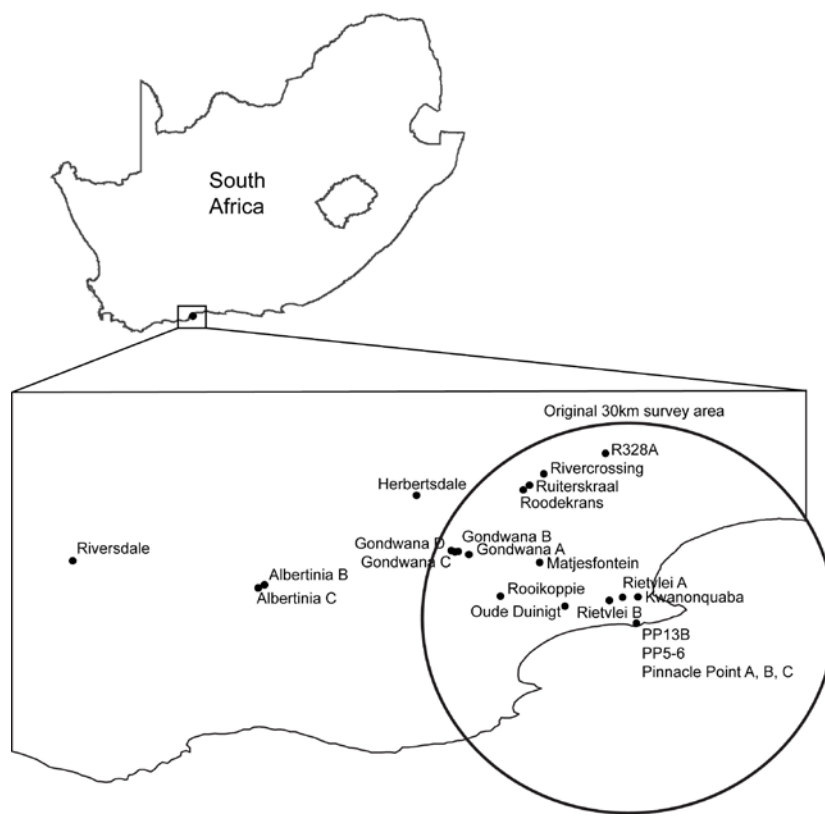 South
Africa
Original 30km survey area
R328A
Rivercrossing
Ruiterskraal
Roodekrans
Herbertsdale
Gondwana D
Gondwana B
Gondwana C
Gondwana A
Riversdale
Matjesfontein
Albertinia B
Albertinia C
Rooikoppie
Rietvlei A
Kwanonquaba
Oude Duinigt
Rietvlei B
PP13B
PP5-6
Pinnacle Point A, B, C